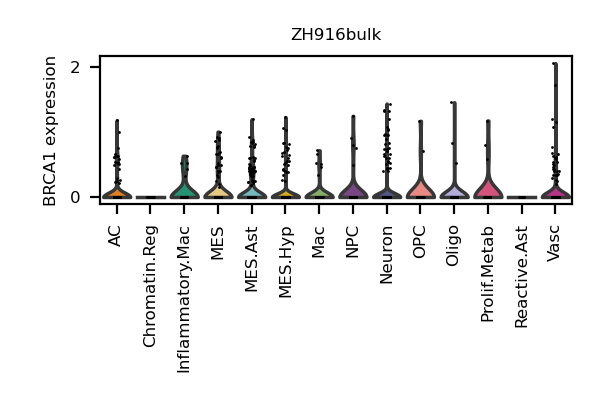 ZH916bulk
BRCA1 expression
2
0
AC
Chromatin.Reg
Inflammatory.Mac
MES
MES.Ast
MES.Hyp
Mac
NPC
Neuron
OPC
Oligo
Prolif.Metab
Reactive.Ast
Vasc